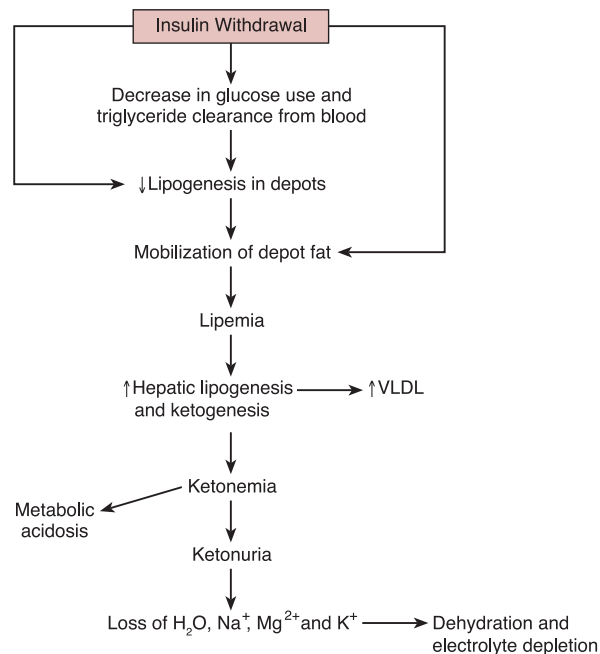 Insulin Withdrawal
Decrease in glucose use and
triglyceride clearance from blood
↓Lipogenesis in depots
Mobilization of depot fat
Lipemia
↑Hepatic lipogenesis
and ketogenesis
↑VLDL
Ketonemia
Metabolic
acidosis
Ketonuria
Loss of H₂O, Na⁺, Mg²⁺ and K⁺
Dehydration and
electrolyte depletion